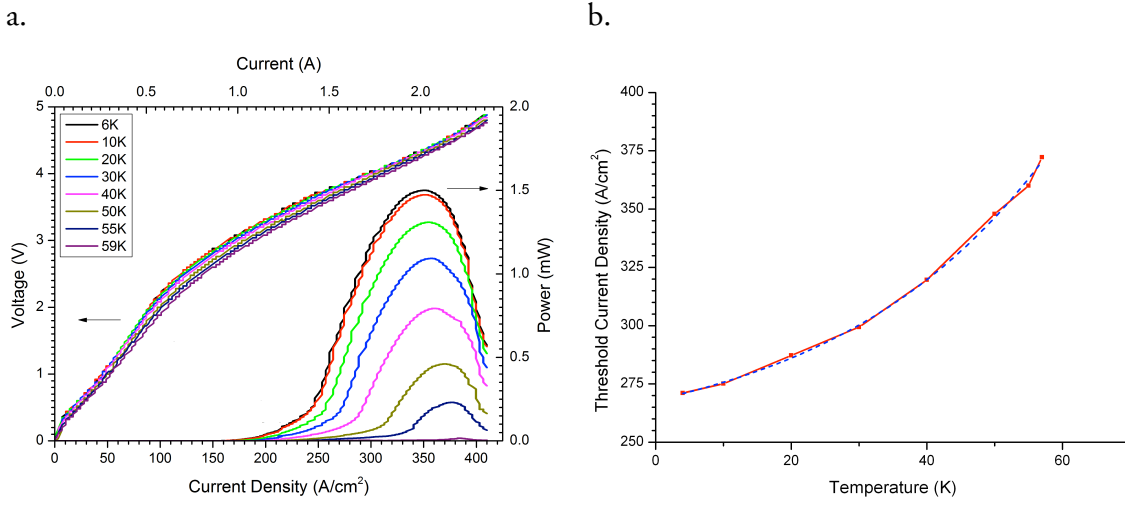 a.
Current (A)
0.0 0.5 1.0 1.5 2.0
5 4 3 2 1 0
Voltage (V)
6K
10K
20K
30K
40K
50K
55K
59K
2.0 1.5 1.0 0.5 0.0
Power (mW)
0 50 100 150 200 250 300 350 400
Current Density (A/cm²)
b.
400 375 350 325 300 275 250
Threshold Current Density (A/cm²)
0 20 40 60
Temperature (K)